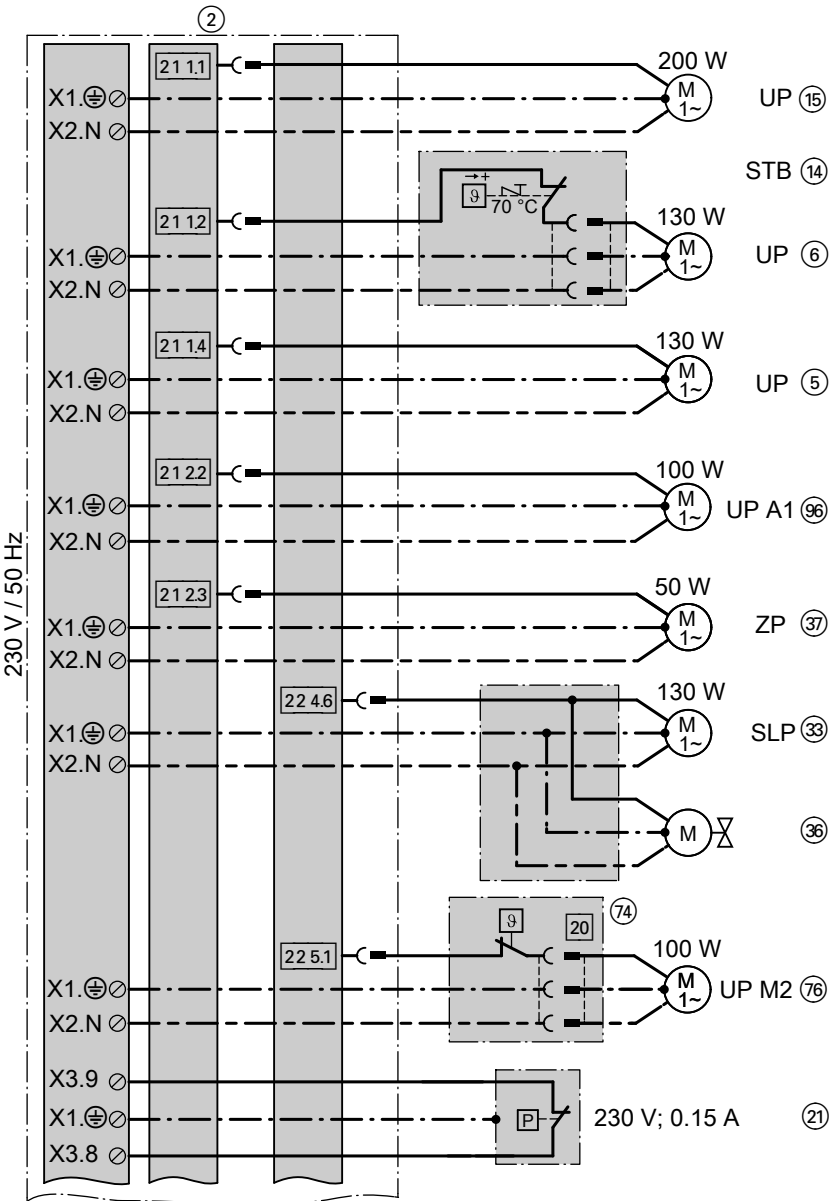 ②
211.1
200 W
X1.⏚
M
1~
UP ⑮
X2.N
STB ⑭
ϑ
70 °C
211.2
130 W
X1.⏚
M
1~
UP ⑥
X2.N
211.4
130 W
X1.⏚
M
1~
UP ⑤
X2.N
212.2
100 W
X1.⏚
M
1~
UP A1 96
X2.N
230 V / 50 Hz
212.3
50 W
X1.⏚
M
1~
ZP ㊲
X2.N
224.6
130 W
X1.⏚
M
1~
SLP ㉝
X2.N
M
㊱
74
ϑ
20
225.1
100 W
X1.⏚
M
1~
UP M2 76
X2.N
X3.9
X1.⏚
P
230 V; 0.15 A
㉑
X3.8